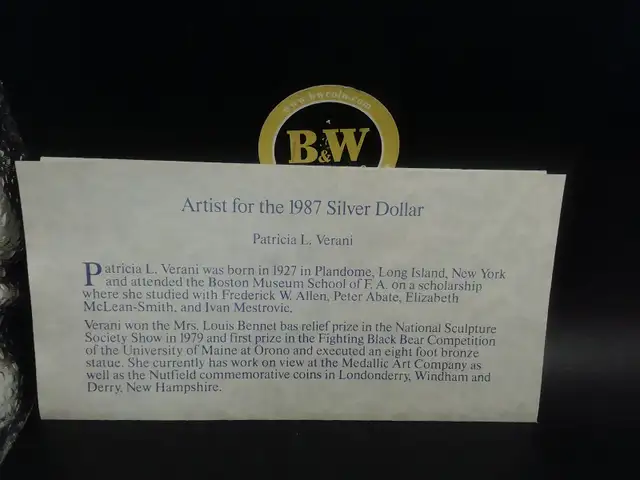 www.bwcoin.com
B&W
Artist for the 1987 Silver Dollar
Patricia L. Verani
Patricia L. Verani was born in 1927 in Plandome, Long Island, New York
and attended the Boston Museum School of F. A. on a scholarship
where she studied with Frederick W. Allen, Peter Abate, Elizabeth
McLean-Smith, and Ivan Mestrovic.
Verani won the Mrs. Louis Bennet bas relief prize in the National Sculpture
Society Show in 1979 and first prize in the Fighting Black Bear Competition
of the University of Maine at Orono and executed an eight foot bronze
statue. She currently has work on view at the Medallic Art Company as
well as the Nutfield commemorative coins in Londonderry, Windham and
Derry, New Hampshire.